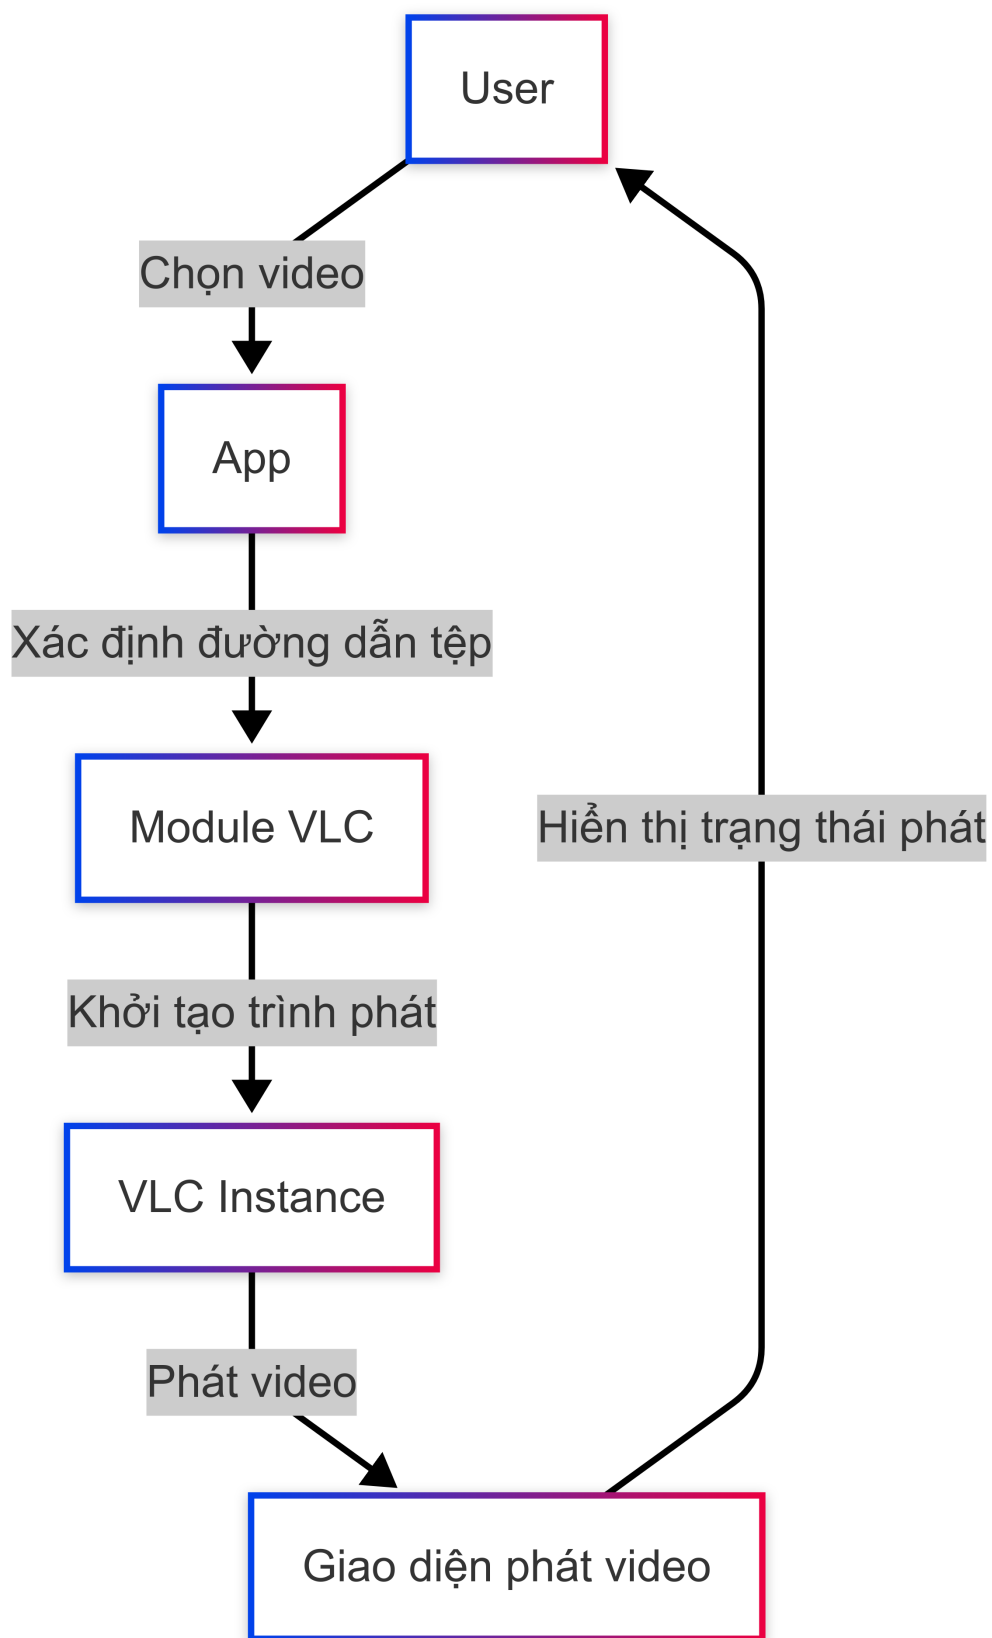 User
Chọn video
App
Xác định đường dẫn tệp
Module VLC
Hiển thị trạng thái phát
Khởi tạo trình phát
VLC Instance
Phát video
Giao diện phát video